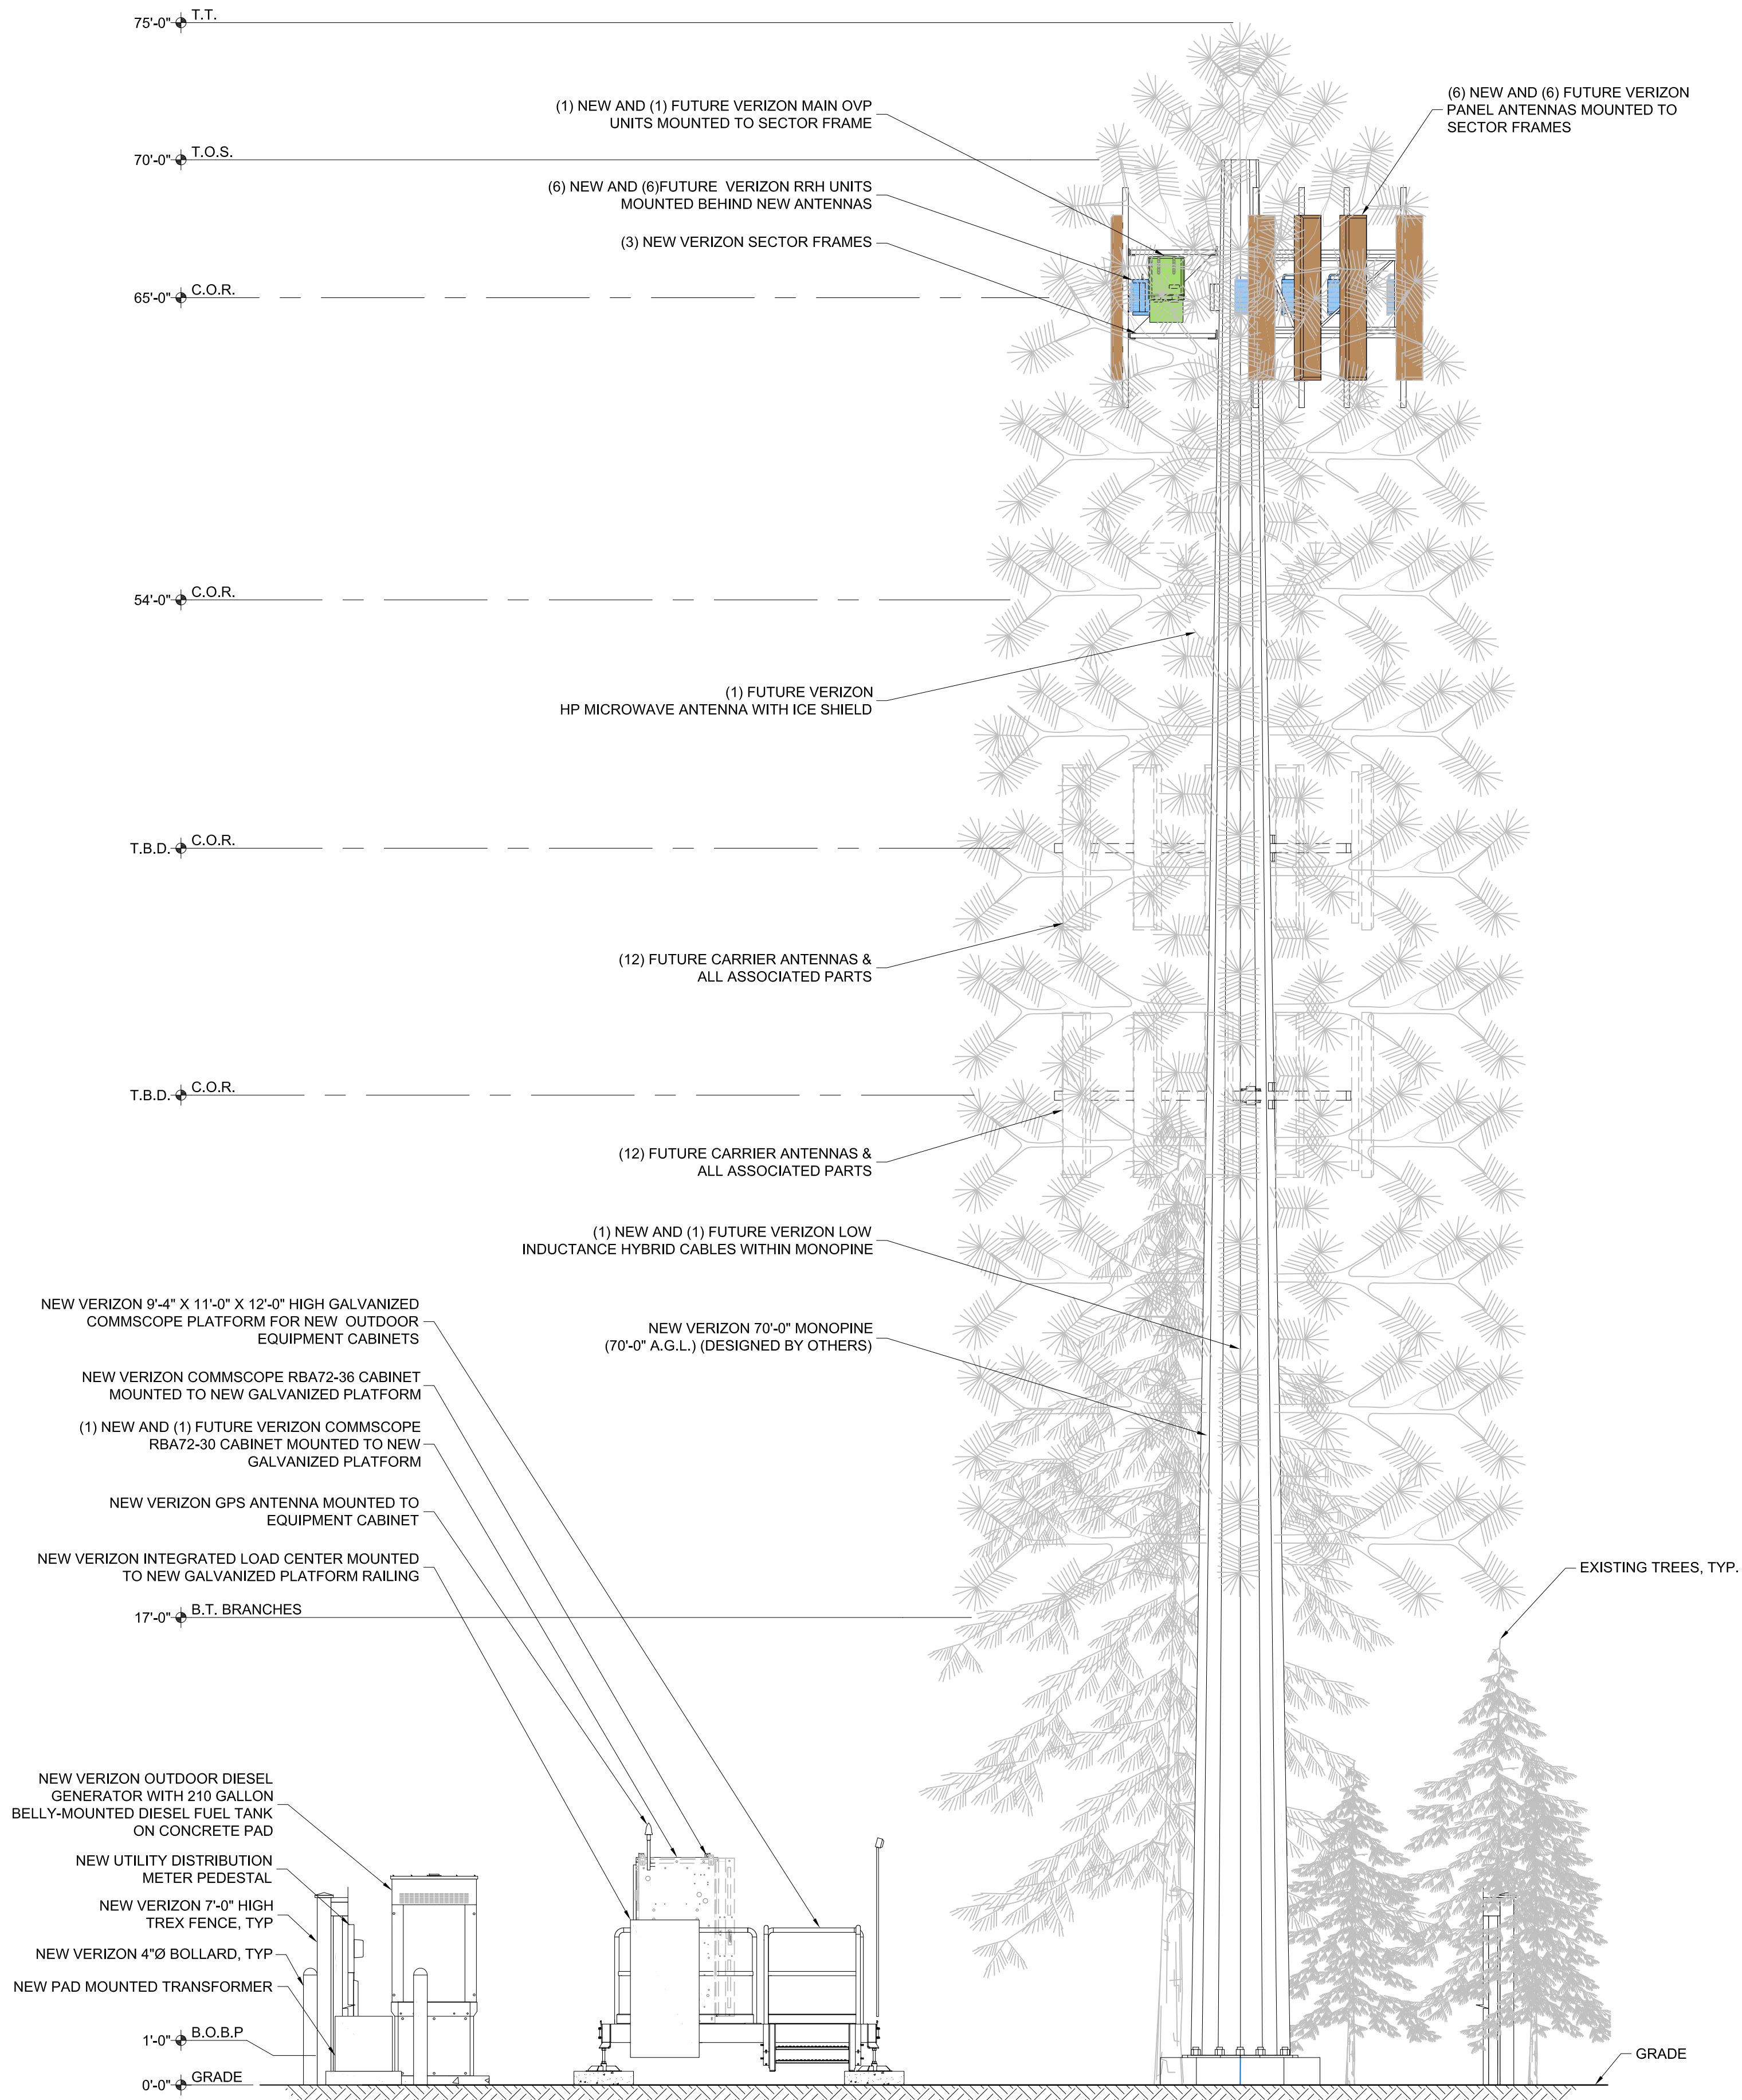 75'-0" T.T.
(1) NEW AND (1) FUTURE VERIZON MAIN OVP
UNITS MOUNTED TO SECTOR FRAME
(6) NEW AND (6) FUTURE VERIZON
PANEL ANTENNAS MOUNTED TO
SECTOR FRAMES
70'-0" T.O.S.
(6) NEW AND (6)FUTURE VERIZON RRH UNITS
MOUNTED BEHIND NEW ANTENNAS
(3) NEW VERIZON SECTOR FRAMES
65'-0" C.O.R.
54'-0" C.O.R.
(1) FUTURE VERIZON
HP MICROWAVE ANTENNA WITH ICE SHIELD
T.B.D. C.O.R.
(12) FUTURE CARRIER ANTENNAS &
ALL ASSOCIATED PARTS
T.B.D. C.O.R.
(12) FUTURE CARRIER ANTENNAS &
ALL ASSOCIATED PARTS
(1) NEW AND (1) FUTURE VERIZON LOW
INDUCTANCE HYBRID CABLES WITHIN MONOPINE
NEW VERIZON 9'-4" X 11'-0" X 12'-0" HIGH GALVANIZED
COMMSCOPE PLATFORM FOR NEW OUTDOOR
EQUIPMENT CABINETS
NEW VERIZON 70'-0" MONOPINE
(70'-0" A.G.L.) (DESIGNED BY OTHERS)
NEW VERIZON COMMSCOPE RBA72-36 CABINET
MOUNTED TO NEW GALVANIZED PLATFORM
(1) NEW AND (1) FUTURE VERIZON COMMSCOPE
RBA72-30 CABINET MOUNTED TO NEW
GALVANIZED PLATFORM
NEW VERIZON GPS ANTENNA MOUNTED TO
EQUIPMENT CABINET
NEW VERIZON INTEGRATED LOAD CENTER MOUNTED
TO NEW GALVANIZED PLATFORM RAILING
EXISTING TREES, TYP.
17'-0" B.T. BRANCHES
NEW VERIZON OUTDOOR DIESEL
GENERATOR WITH 210 GALLON
BELLY-MOUNTED DIESEL FUEL TANK
ON CONCRETE PAD
NEW UTILITY DISTRIBUTION
METER PEDESTAL
NEW VERIZON 7'-0" HIGH
TREX FENCE, TYP
NEW VERIZON 4"Ø BOLLARD, TYP
NEW PAD MOUNTED TRANSFORMER
1'-0" B.O.B.P
GRADE
0'-0" GRADE